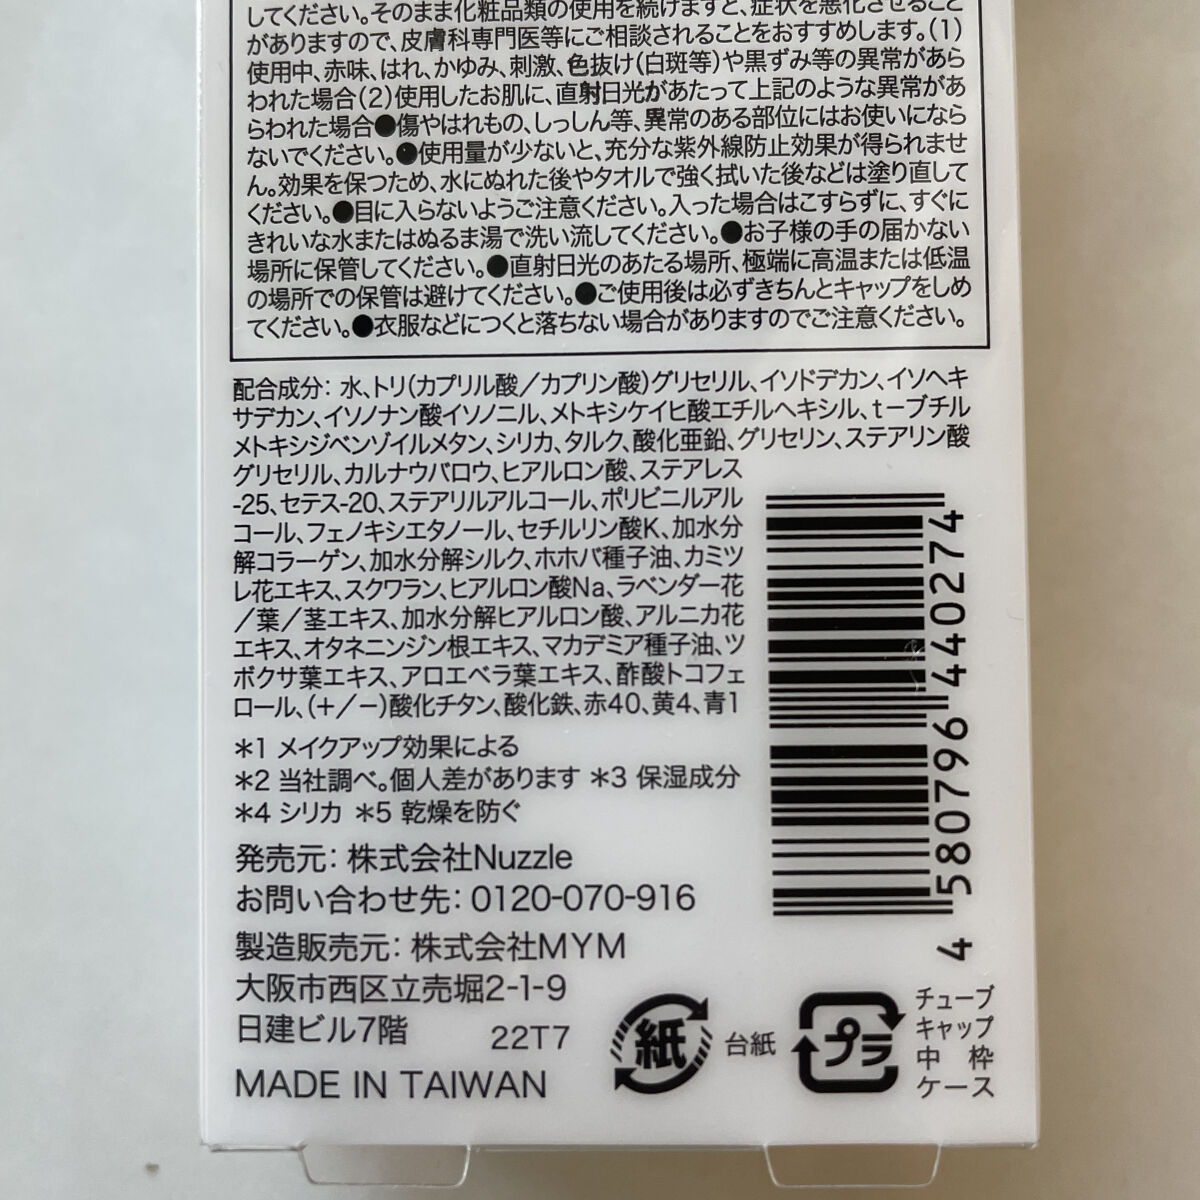 してください。そのまま化粧品類の使用を続けますと、症状を悪化させること
がありますので、皮膚科専門医等にご相談されることをおすすめします。(1)
使用中、赤味、はれ、かゆみ、刺激、色抜け(白斑等)や黒ずみ等の異常があら
われた場合(2)使用したお肌に、直射日光があたって上記のような異常があ
らわれた場合●傷やはれもの、しっしん等、異常のある部位にはお使いになら
ないでください。●使用量が少ないと、充分な紫外線防止効果が得られませ
ん。効果を保つため、水にぬれた後やタオルで強く拭いた後などは塗り直して
ください。●目に入らないようご注意ください。入った場合はこすらずに、すぐに
きれいな水またはぬるま湯で洗い流してください。●お子様の手の届かない
場所に保管してください。●直射日光のあたる場所、極端に高温または低温
の場所での保管は避けてください。●ご使用後は必ずきちんとキャップをしめ
てください。●衣服などにつくと落ちない場合がありますのでご注意ください。
配合成分：水、トリ(カプリル酸／カプリン酸)グリセリル、イソドデカン、イソヘキ
サデカン、イソノナン酸イソノニル、メトキシケイヒ酸エチルヘキシル、t－ブチル
メトキシジベンゾイルメタン、シリカ、タルク、酸化亜鉛、グリセリン、ステアリン酸
グリセリル、カルナウバロウ、ヒアルロン酸、ステアレス
-25、セテス-20、ステアリルアルコール、ポリビニルアル
コール、フェノキシエタノール、セチルリン酸K、加水分
解コラーゲン、加水分解シルク、ホホバ種子油、カミツ
レ花エキス、スクワラン、ヒアルロン酸Na、ラベンダー花
／葉／茎エキス、加水分解ヒアルロン酸、アルニカ花
エキス、オタネニンジン根エキス、マカデミア種子油、ツ
ボクサ葉エキス、アロエベラ葉エキス、酢酸トコフェ
ロール、(＋／－)酸化チタン、酸化鉄、赤40、黄4、青1
＊1 メイクアップ効果による
＊2 当社調べ。個人差があります ＊3 保湿成分
＊4 シリカ ＊5 乾燥を防ぐ
発売元：株式会社Nuzzle
お問い合わせ先：0120-070-916
製造販売元：株式会社MYM
大阪市西区立売堀2-1-9
日建ビル7階 22T7
MADE IN TAIWAN
4 580796 440274
紙 台紙
プラ
チューブ
キャップ
中枠
ケース